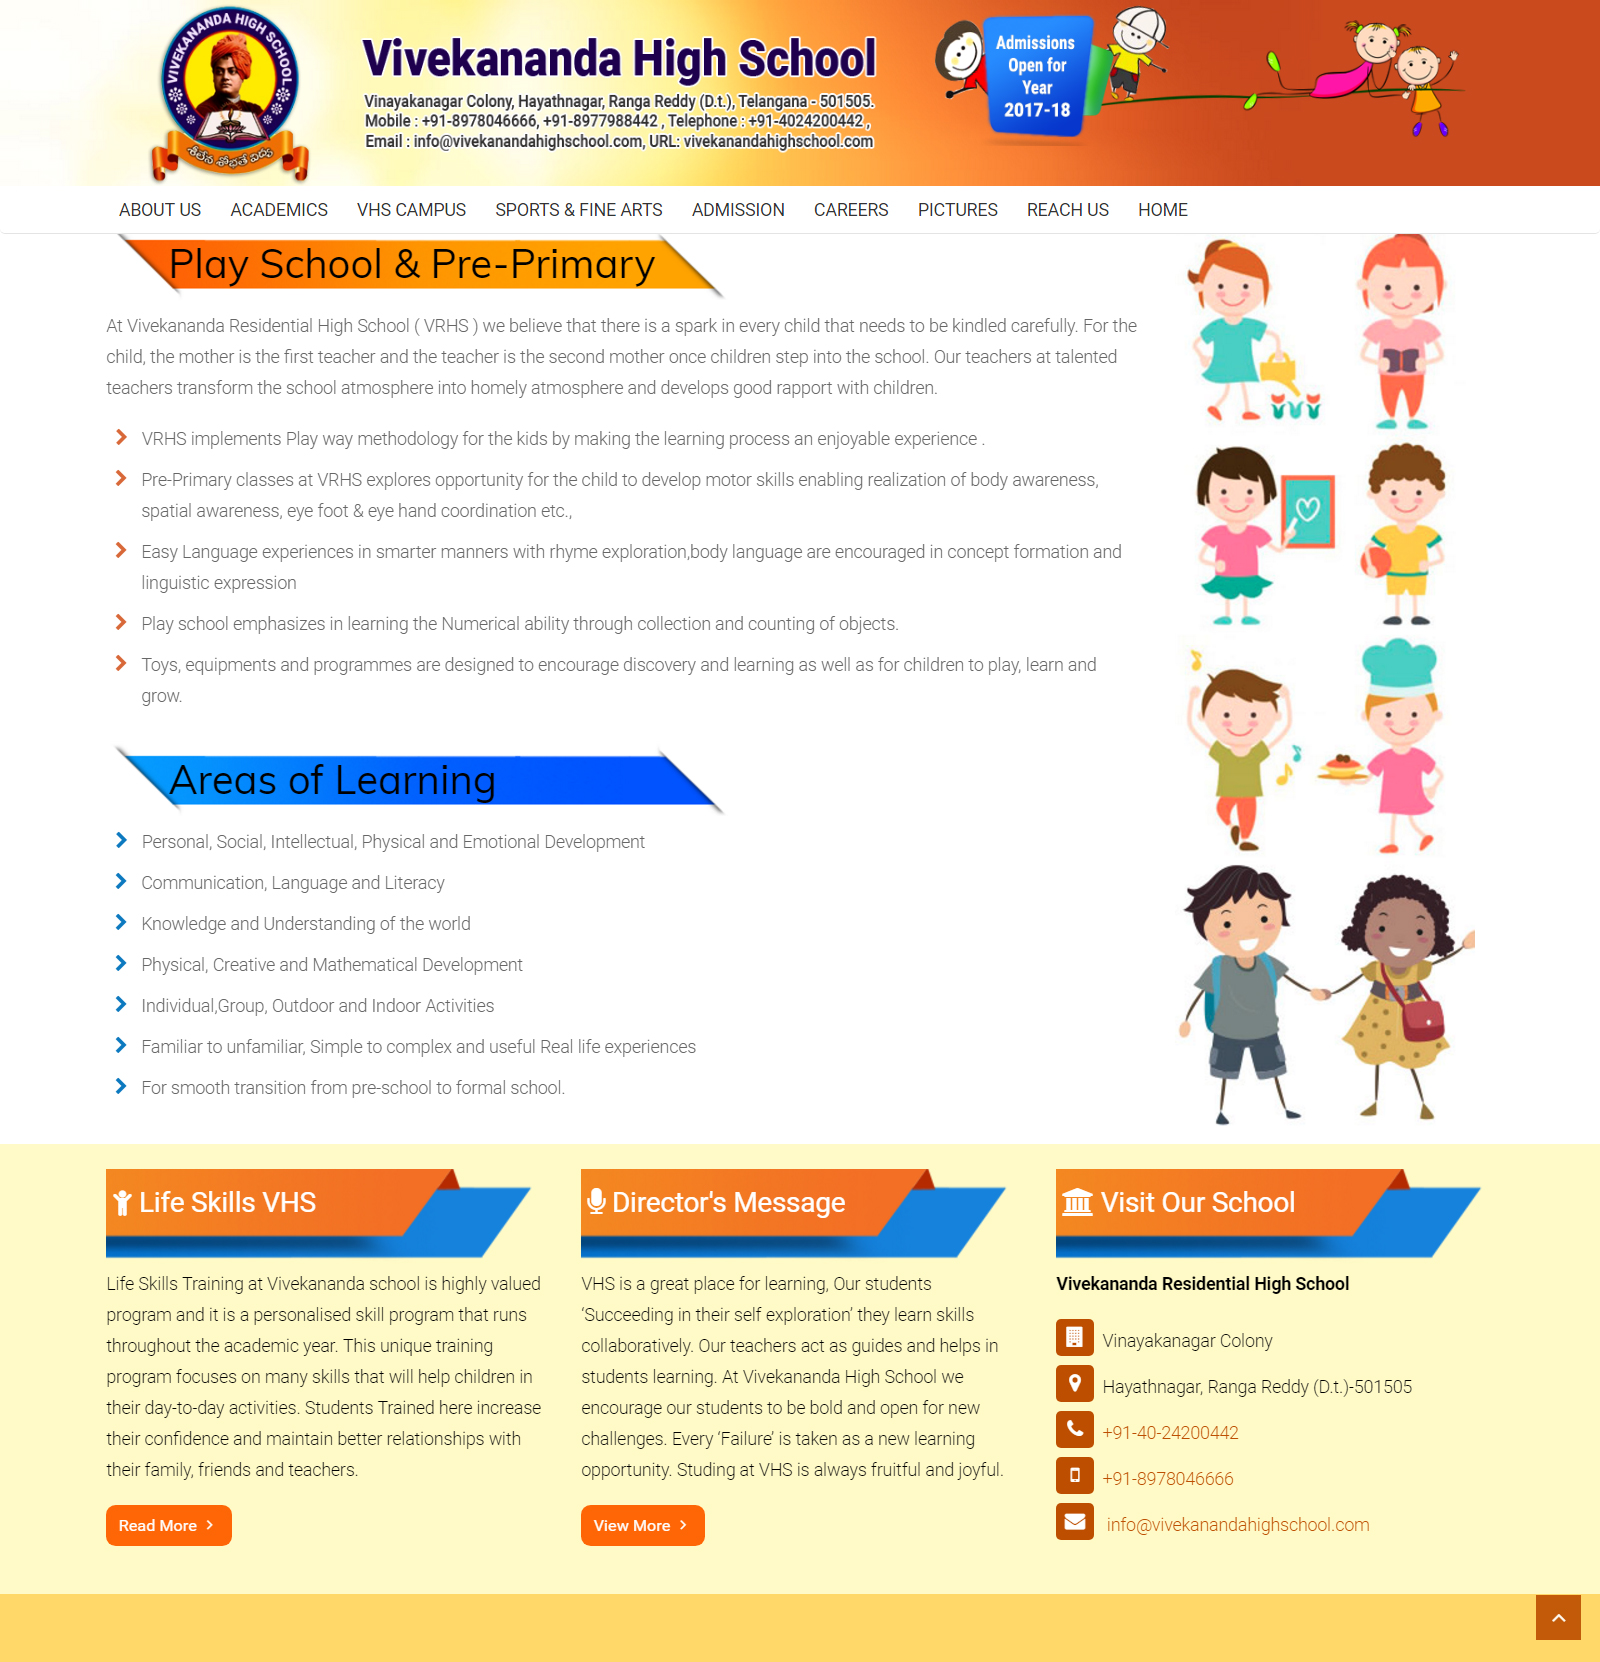 VIVEKANANDA HIGH SCHOOL
శీలేన శోభతే విద్యా
Vivekananda High School
Vinayakanagar Colony, Hayathnagar, Ranga Reddy (D.t.), Telangana - 501505.
Mobile : +91-8978046666, +91-8977988442 , Telephone : +91-4024200442 ,
Email : info@vivekanandahighschool.com, URL: vivekanandahighschool.com
Admissions
Open for
Year
2017-18
ABOUT US ACADEMICS VHS CAMPUS SPORTS & FINE ARTS ADMISSION CAREERS PICTURES REACH US HOME
Play School & Pre-Primary
At Vivekananda Residential High School ( VRHS ) we believe that there is a spark in every child that needs to be kindled carefully. For the
child, the mother is the first teacher and the teacher is the second mother once children step into the school. Our teachers at talented
teachers transform the school atmosphere into homely atmosphere and develops good rapport with children.
VRHS implements Play way methodology for the kids by making the learning process an enjoyable experience .
Pre-Primary classes at VRHS explores opportunity for the child to develop motor skills enabling realization of body awareness,
spatial awareness, eye foot & eye hand coordination etc.,
Easy Language experiences in smarter manners with rhyme exploration,body language are encouraged in concept formation and
linguistic expression
Play school emphasizes in learning the Numerical ability through collection and counting of objects.
Toys, equipments and programmes are designed to encourage discovery and learning as well as for children to play, learn and
grow.
Areas of Learning
Personal, Social, Intellectual, Physical and Emotional Development
Communication, Language and Literacy
Knowledge and Understanding of the world
Physical, Creative and Mathematical Development
Individual,Group, Outdoor and Indoor Activities
Familiar to unfamiliar, Simple to complex and useful Real life experiences
For smooth transition from pre-school to formal school.
Life Skills VHS
Life Skills Training at Vivekananda school is highly valued
program and it is a personalised skill program that runs
throughout the academic year. This unique training
program focuses on many skills that will help children in
their day-to-day activities. Students Trained here increase
their confidence and maintain better relationships with
their family, friends and teachers.
Read More
Director's Message
VHS is a great place for learning, Our students
‘Succeeding in their self exploration’ they learn skills
collaboratively. Our teachers act as guides and helps in
students learning. At Vivekananda High School we
encourage our students to be bold and open for new
challenges. Every ‘Failure’ is taken as a new learning
opportunity. Studing at VHS is always fruitful and joyful.
View More
Visit Our School
Vivekananda Residential High School
Vinayakanagar Colony
Hayathnagar, Ranga Reddy (D.t.)-501505
+91-40-24200442
+91-8978046666
info@vivekanandahighschool.com